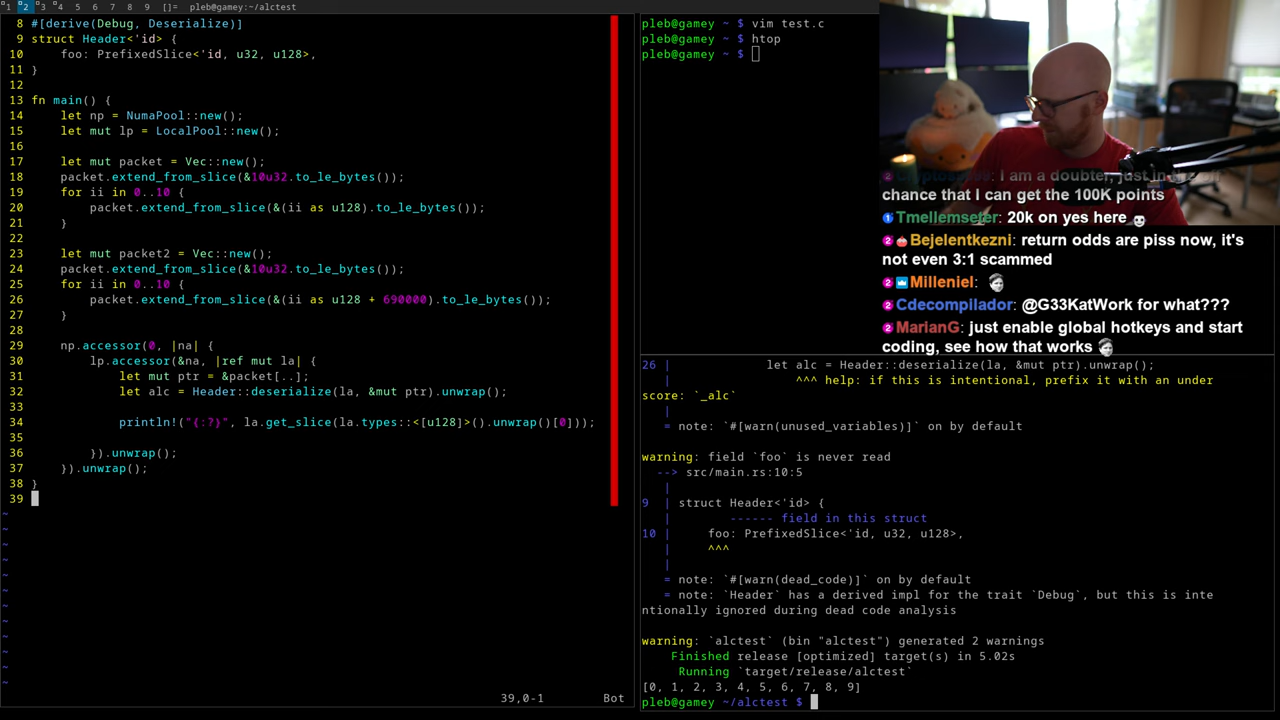 1 2 3 4 5 6 7 8 9 []= pleb@gamey:~/alctest
8 #[derive(Debug, Deserialize)]
9 struct Header<'id> {
10     foo: PrefixedSlice<'id, u32, u128>,
11 }
12
13 fn main() {
14     let np = NumaPool::new();
15     let mut lp = LocalPool::new();
16
17     let mut packet = Vec::new();
18     packet.extend_from_slice(&10u32.to_le_bytes());
19     for ii in 0..10 {
20         packet.extend_from_slice(&(ii as u128).to_le_bytes());
21     }
22
23     let mut packet2 = Vec::new();
24     packet.extend_from_slice(&10u32.to_le_bytes());
25     for ii in 0..10 {
26         packet.extend_from_slice(&(ii as u128 + 690000).to_le_bytes());
27     }
28
29     np.accessor(0, |na| {
30         lp.accessor(&na, |ref mut la| {
31             let mut ptr = &packet[..];
32             let alc = Header::deserialize(la, &mut ptr).unwrap();
33
34             println!("{:?}", la.get_slice(la.types::<[u128]>().unwrap()[0]));
35
36         }).unwrap();
37     }).unwrap();
38 }
39
~
~
~
~
~
~
~
~
~
~
~
~
39,0-1 Bot
pleb@gamey ~ $ vim test.c
pleb@gamey ~ $ htop
pleb@gamey ~ $
I am a doubter, just in
chance that I can get the 100K points
Tmellemseter: 20k on yes here
Bejelentkezni: return odds are piss now, it's
not even 3:1 scammed
Milleniel:
Cdecompilador: @G33KatWork for what???
MarianG: just enable global hotkeys and start
coding, see how that works
26 |         let alc = Header::deserialize(la, &mut ptr).unwrap();
   |             ^^^ help: if this is intentional, prefix it with an under
score: `_alc`
   |
   = note: `#[warn(unused_variables)]` on by default
warning: field `foo` is never read
  --> src/main.rs:10:5
   |
9  | struct Header<'id> {
   |        ------ field in this struct
10 |     foo: PrefixedSlice<'id, u32, u128>,
   |     ^^^
   |
   = note: `#[warn(dead_code)]` on by default
   = note: `Header` has a derived impl for the trait `Debug`, but this is inte
ntionally ignored during dead code analysis
warning: `alctest` (bin "alctest") generated 2 warnings
    Finished release [optimized] target(s) in 5.02s
     Running `target/release/alctest`
[0, 1, 2, 3, 4, 5, 6, 7, 8, 9]
pleb@gamey ~/alctest $